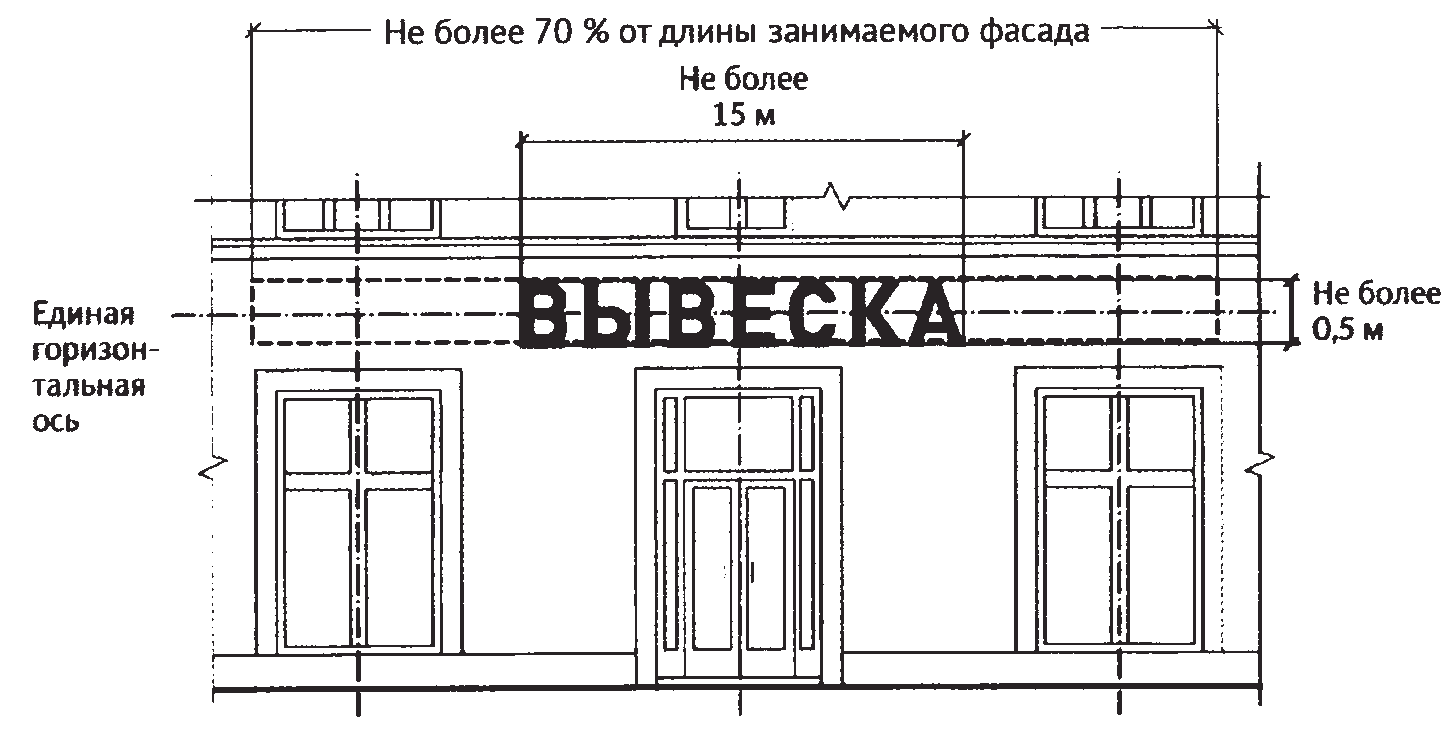 Не более 70 % от длины занимаемого фасада
Не более
15 м
ВЫВЕСКА
Единая
горизон-
тальная
ось
Не более
0,5 м